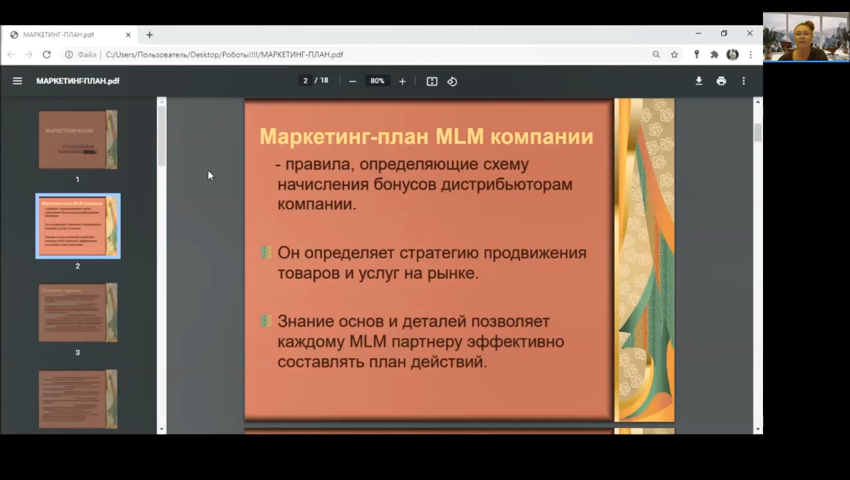 МАРКЕТИНГ-ПЛАН.pdf
Файл | C:/Users/Пользователь/Desktop/Роботы!!!!/МАРКЕТИНГ-ПЛАН.pdf
МАРКЕТИНГ-ПЛАН.pdf
2 / 18
80%
1
2
3
Маркетинг-план MLM компании
- правила, определяющие схему
начисления бонусов дистрибьюторам
компании.
Он определяет стратегию продвижения
товаров и услуг на рынке.
Знание основ и деталей позволяет
каждому MLM партнеру эффективно
составлять план действий.